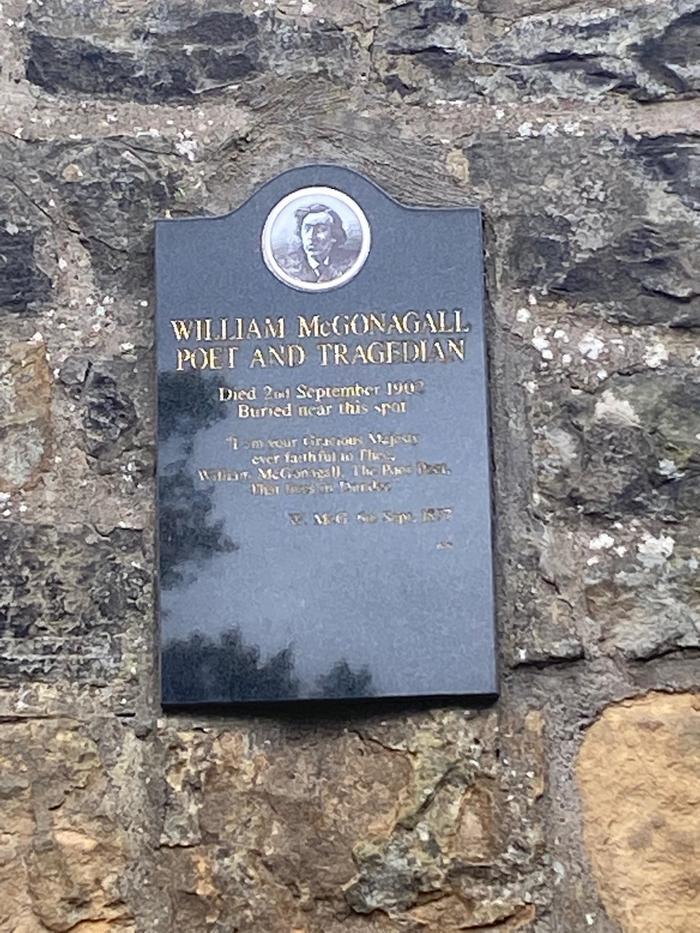 WILLIAM McGONAGALL
POET AND TRAGEDIAN
Died 2nd September 1902
Buried near this spot
"I am your Gracious Majesty
ever faithful to Thee,
William McGonagall, The Poor Poet,
That lives in Dundee"
W. McG. 6th Sept. 1877